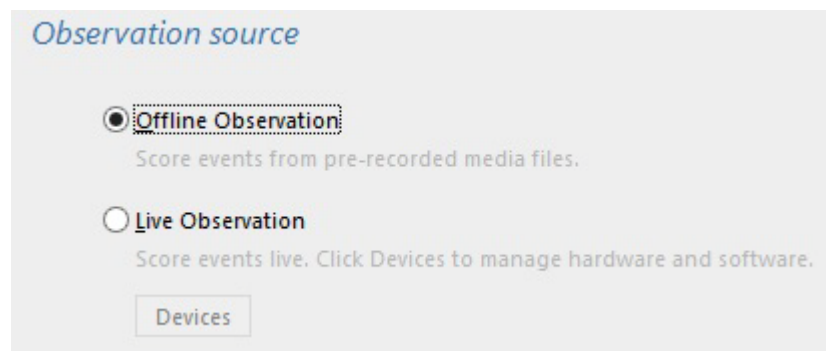 Observation source
Offline Observation
Score events from pre-recorded media files.
Live Observation
Score events live. Click Devices to manage hardware and software.
Devices